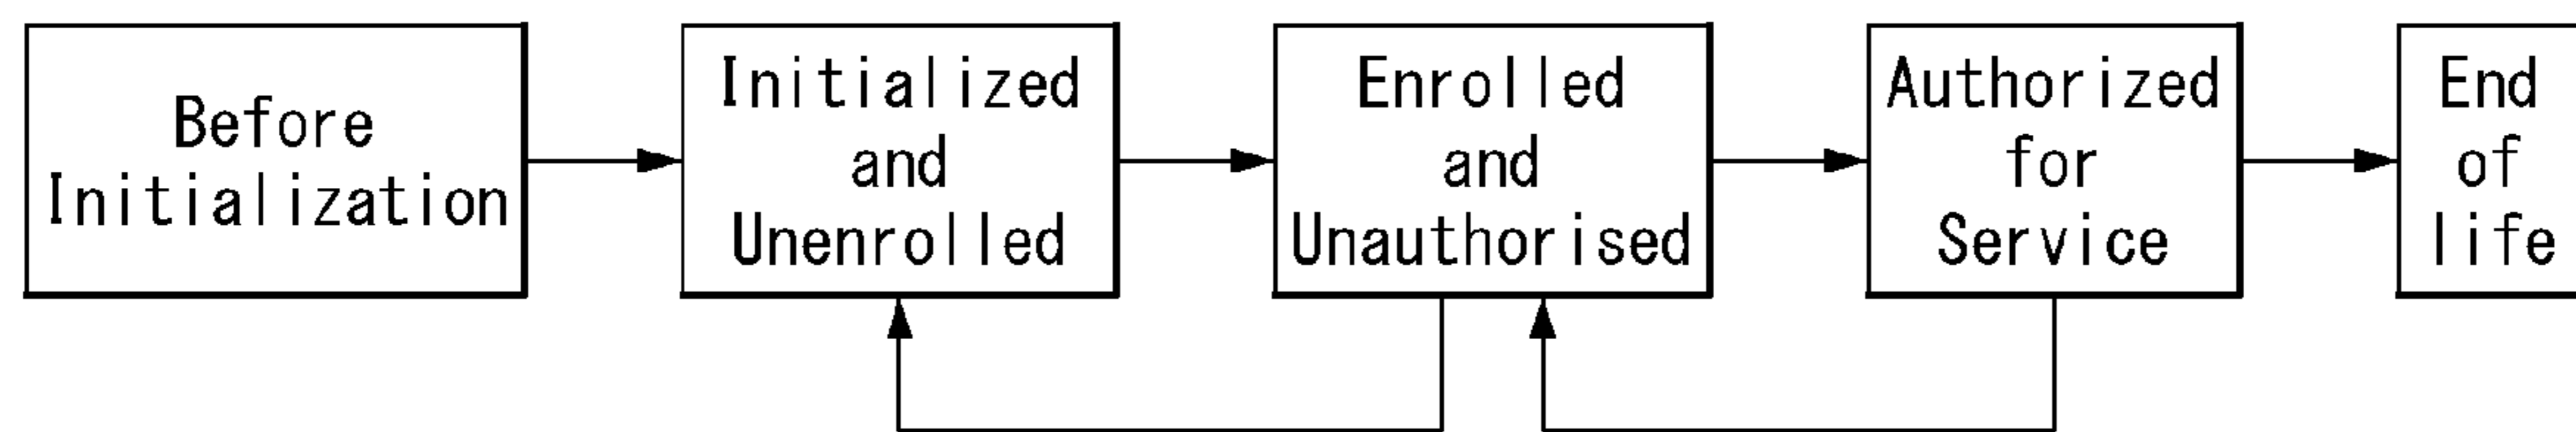 Before
Initialization
Initialized
and
Unenrolled
Enrolled
and
Unauthorised
Authorized
for
Service
End
of
life